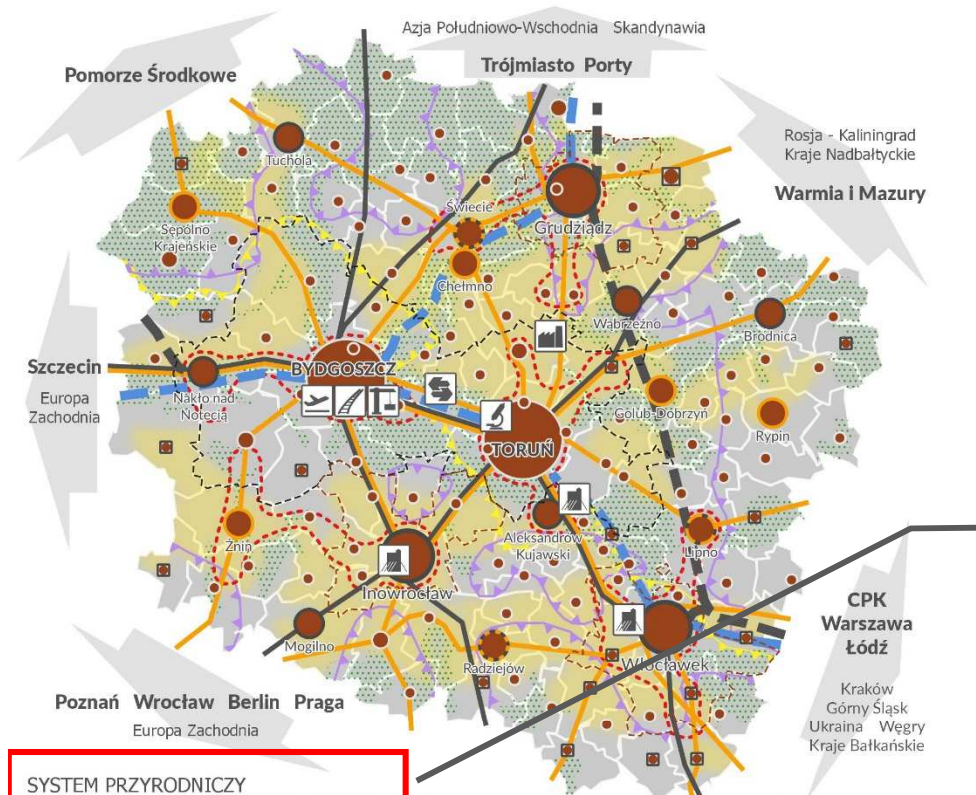 Azja Południowo-Wschodnia Skandynawia
Trójmiasto Porty
Pomorze Środkowe
Rosja - Kaliningrad
Kraje Nadbałtyckie
Warmia i Mazury
Tuchola
Świecie
Grudziądz
Sępólno
Krajeńskie
Chełmno
Wąbrzeźno
Brodnica
Szczecin
Europa
Zachodnia
BYDGOSZCZ
Nakło nad
Notecią
Golub-Dobrzyń
Rypin
TORUŃ
Żnin
Aleksandrów
Kujawski
Lipno
Inowrocław
CPK
Warszawa
Łódź
Mogilno
Radziejów
Włocławek
Kraków
Górny Śląsk
Ukraina Węgry
Kraje Bałkańskie
Poznań Wrocław Berlin Praga
Europa Zachodnia
SYSTEM PRZYRODNICZY